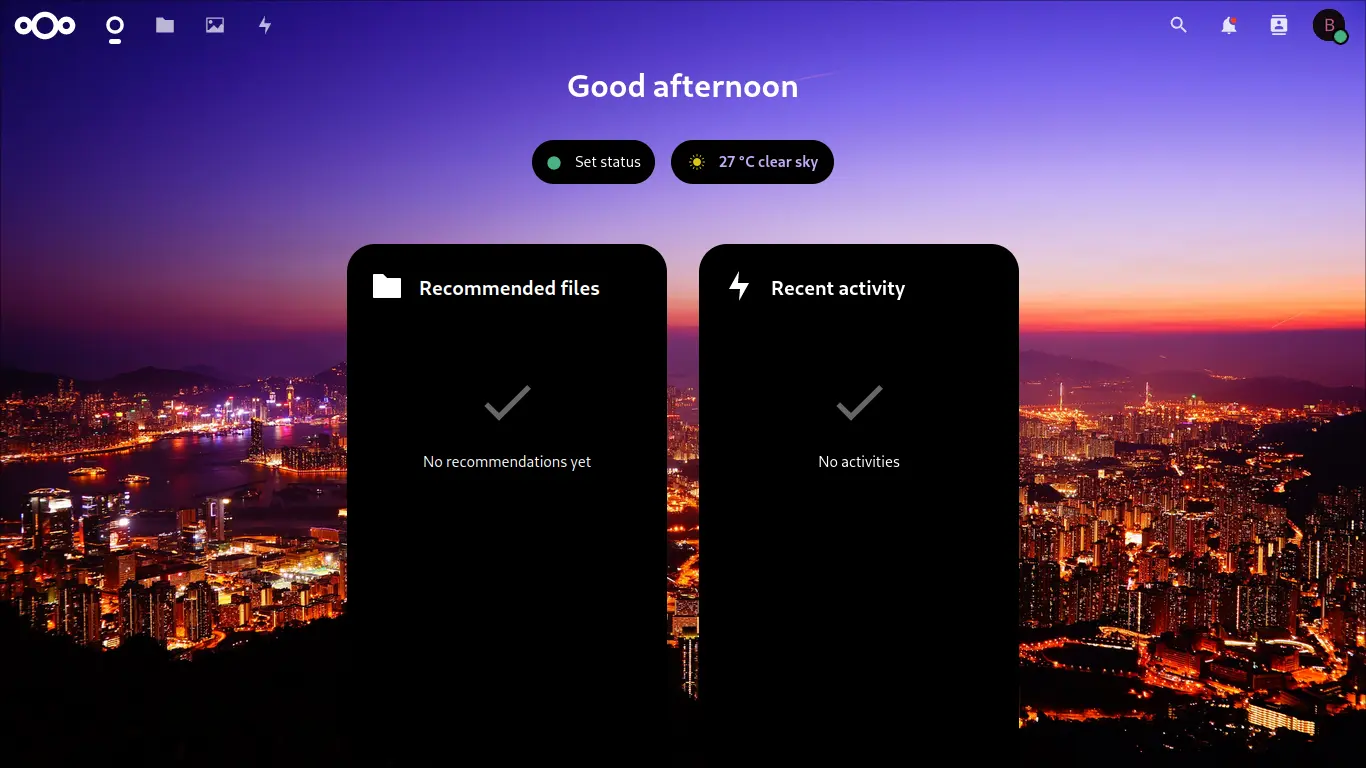 B
Good afternoon
Set status
27 °C clear sky
Recommended files
No recommendations yet
Recent activity
No activities